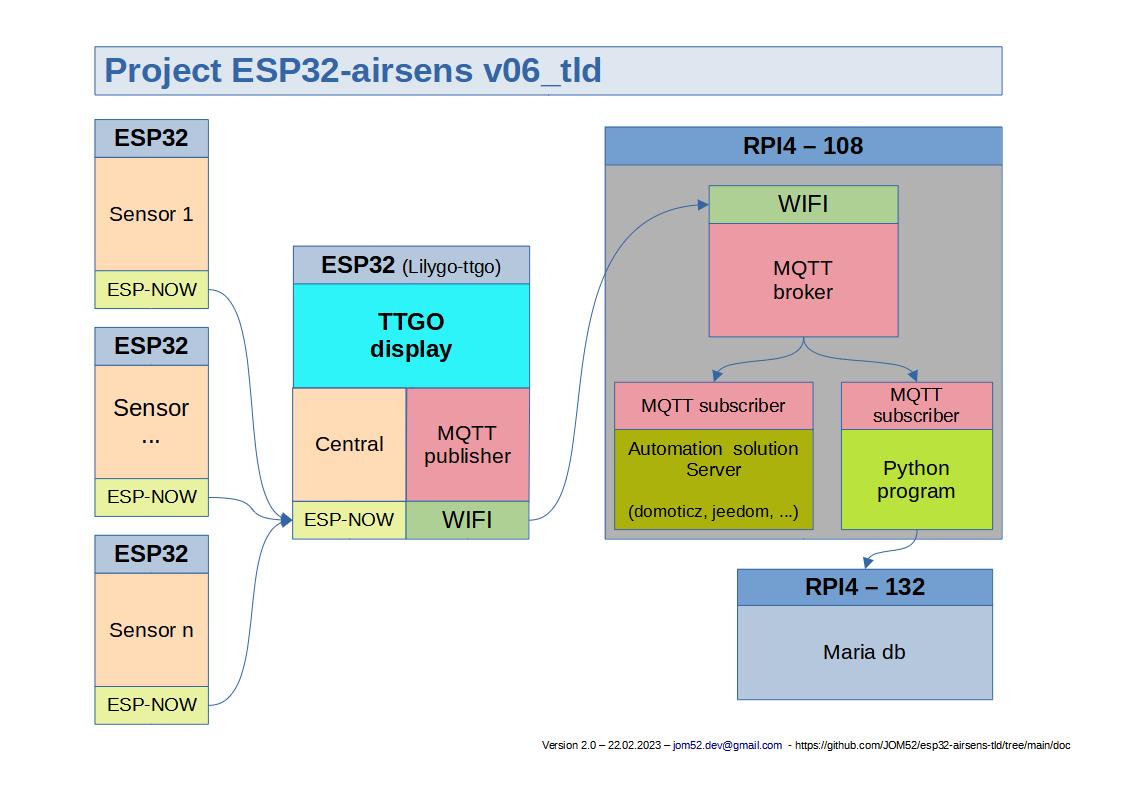 Project ESP32-airsens v06_tld
ESP32
Sensor 1
ESP-NOW
ESP32
Sensor
...
ESP-NOW
ESP32
Sensor n
ESP-NOW
ESP32 (Lilygo-ttgo)
TTGO
display
Central
MQTT
publisher
ESP-NOW
WIFI
RPI4 – 108
WIFI
MQTT
broker
MQTT subscriber
Automation solution
Server
(domoticz, jeedom, ...)
MQTT
subscriber
Python
program
RPI4 – 132
Maria db
Version 2.0 – 22.02.2023 – jom52.dev@gmail.com - https://github.com/JOM52/esp32-airsens-tld/tree/main/doc